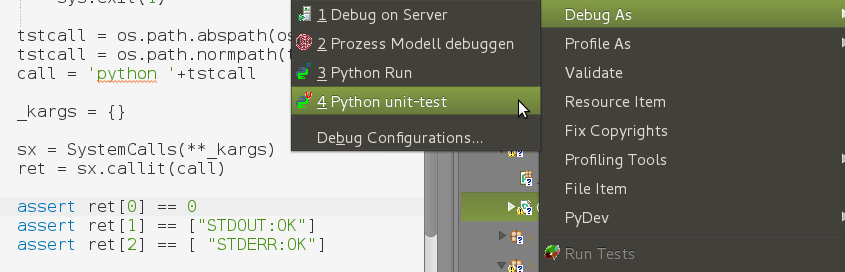 sys.exit(1)
tstcall = os.path.abspath(os
tstcall = os.path.normpath(t
call = 'python '+tstcall
_kargs = {}
sx = SystemCalls(**_kargs)
ret = sx.callit(call)
assert ret[0] == 0
assert ret[1] == ["STDOUT:OK"]
assert ret[2] == [ "STDERR:OK"]
1 Debug on Server
2 Prozess Modell debuggen
3 Python Run
4 Python unit-test
Debug Configurations...
Debug As
Profile As
Validate
Resource Item
Fix Copyrights
Profiling Tools
File Item
PyDev
Run Tests